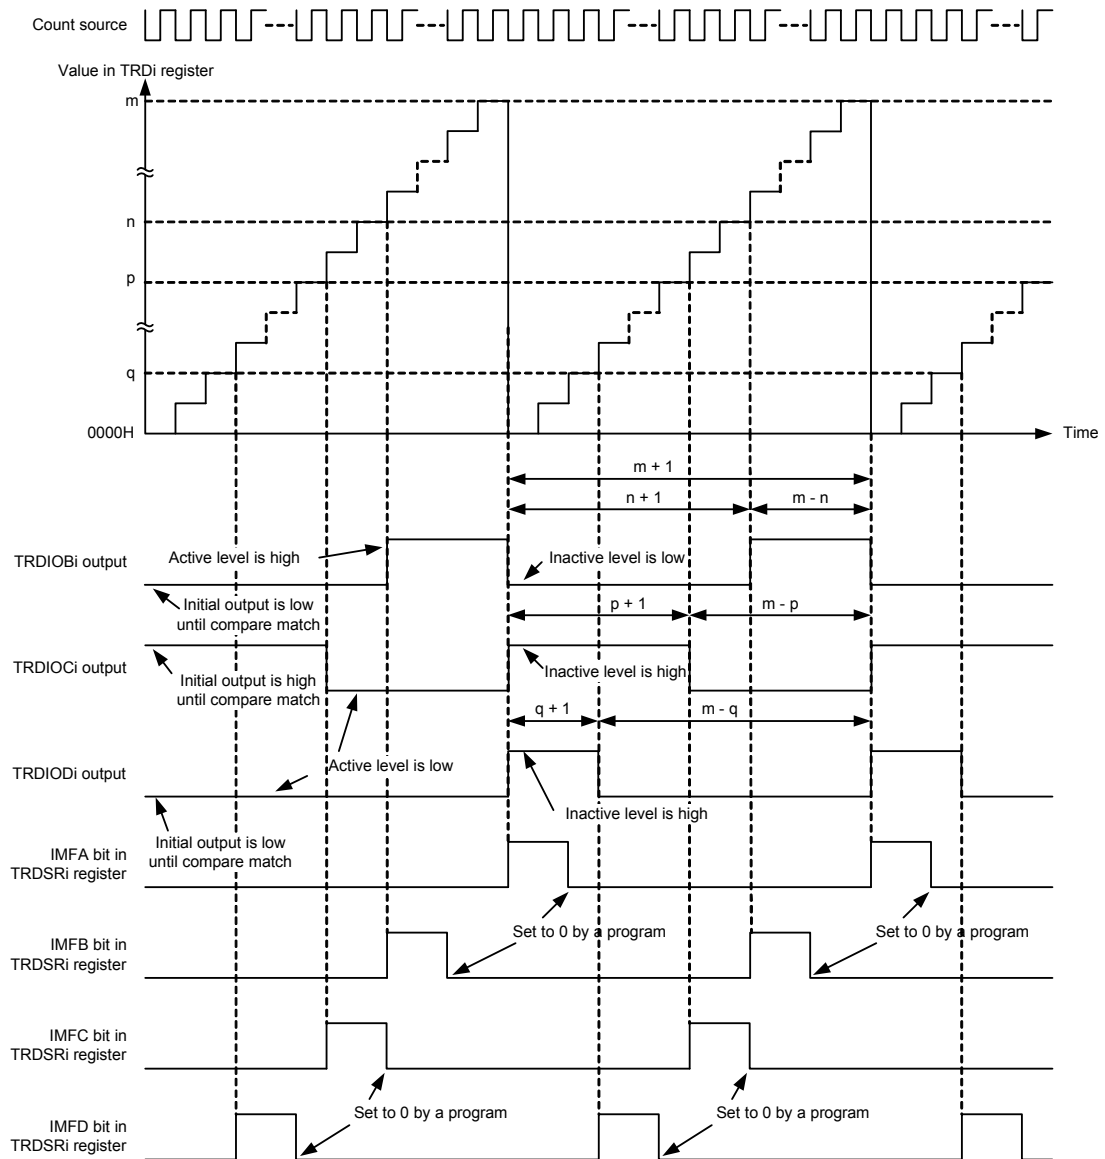 Count source
Value in TRDi register
m
n
p
q
0000H
Time
m + 1
n + 1
m - n
TRDIOBi output
Active level is high
Inactive level is low
Initial output is low
until compare match
p + 1
m - p
TRDIOCi output
Inactive level is high
Initial output is high
until compare match
q + 1
m - q
TRDIODi output
Active level is low
Inactive level is high
Initial output is low
until compare match
IMFA bit in
TRDSRi register
Set to 0 by a program
Set to 0 by a program
IMFB bit in
TRDSRi register
IMFC bit in
TRDSRi register
Set to 0 by a program
Set to 0 by a program
IMFD bit in
TRDSRi register